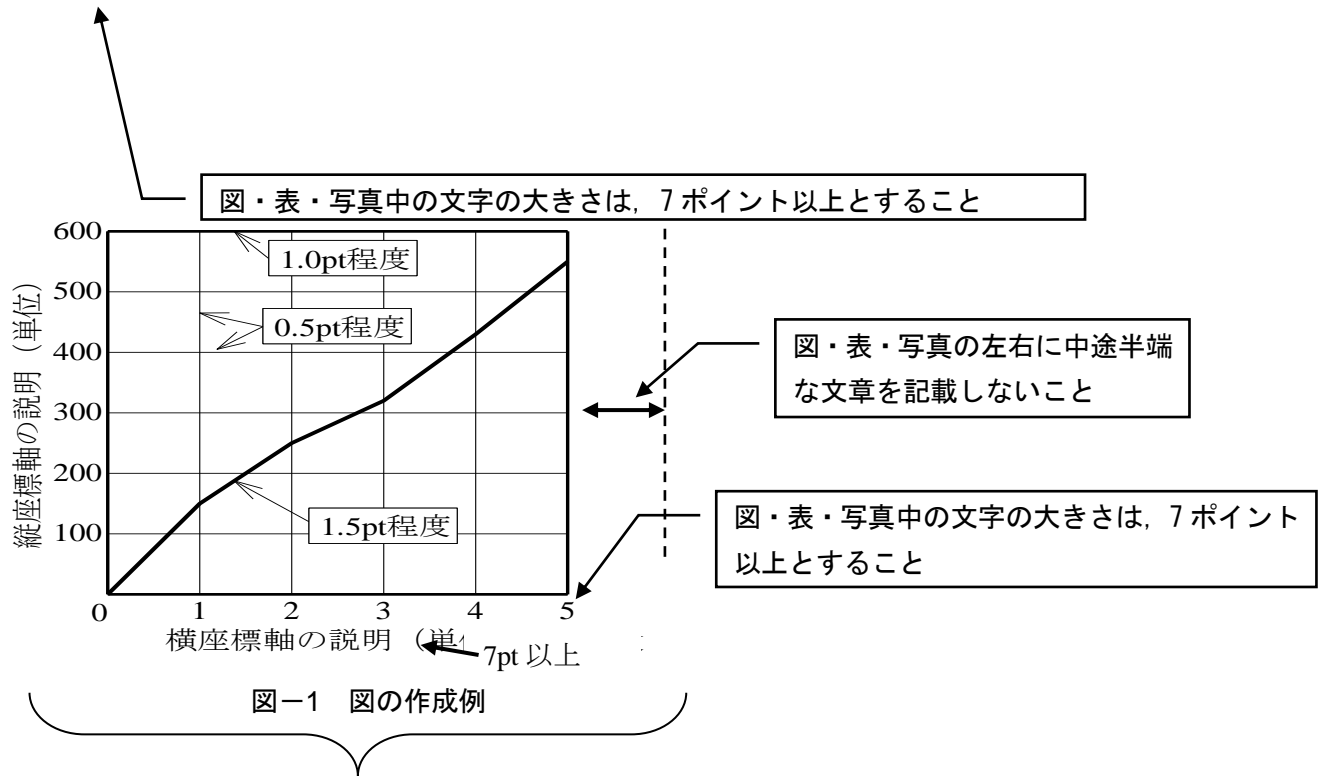 図・表・写真中の文字の大きさは，7 ポイント以上とすること
600
1.0pt程度
500
0.5pt程度
400
図・表・写真の左右に中途半端
な文章を記載しないこと
300
縦座標軸の説明（単位）
200
1.5pt程度
100
図・表・写真中の文字の大きさは，7 ポイント
以上とすること
0 1 2 3 4 5
横座標軸の説明（単
7pt 以上
図－1　図の作成例